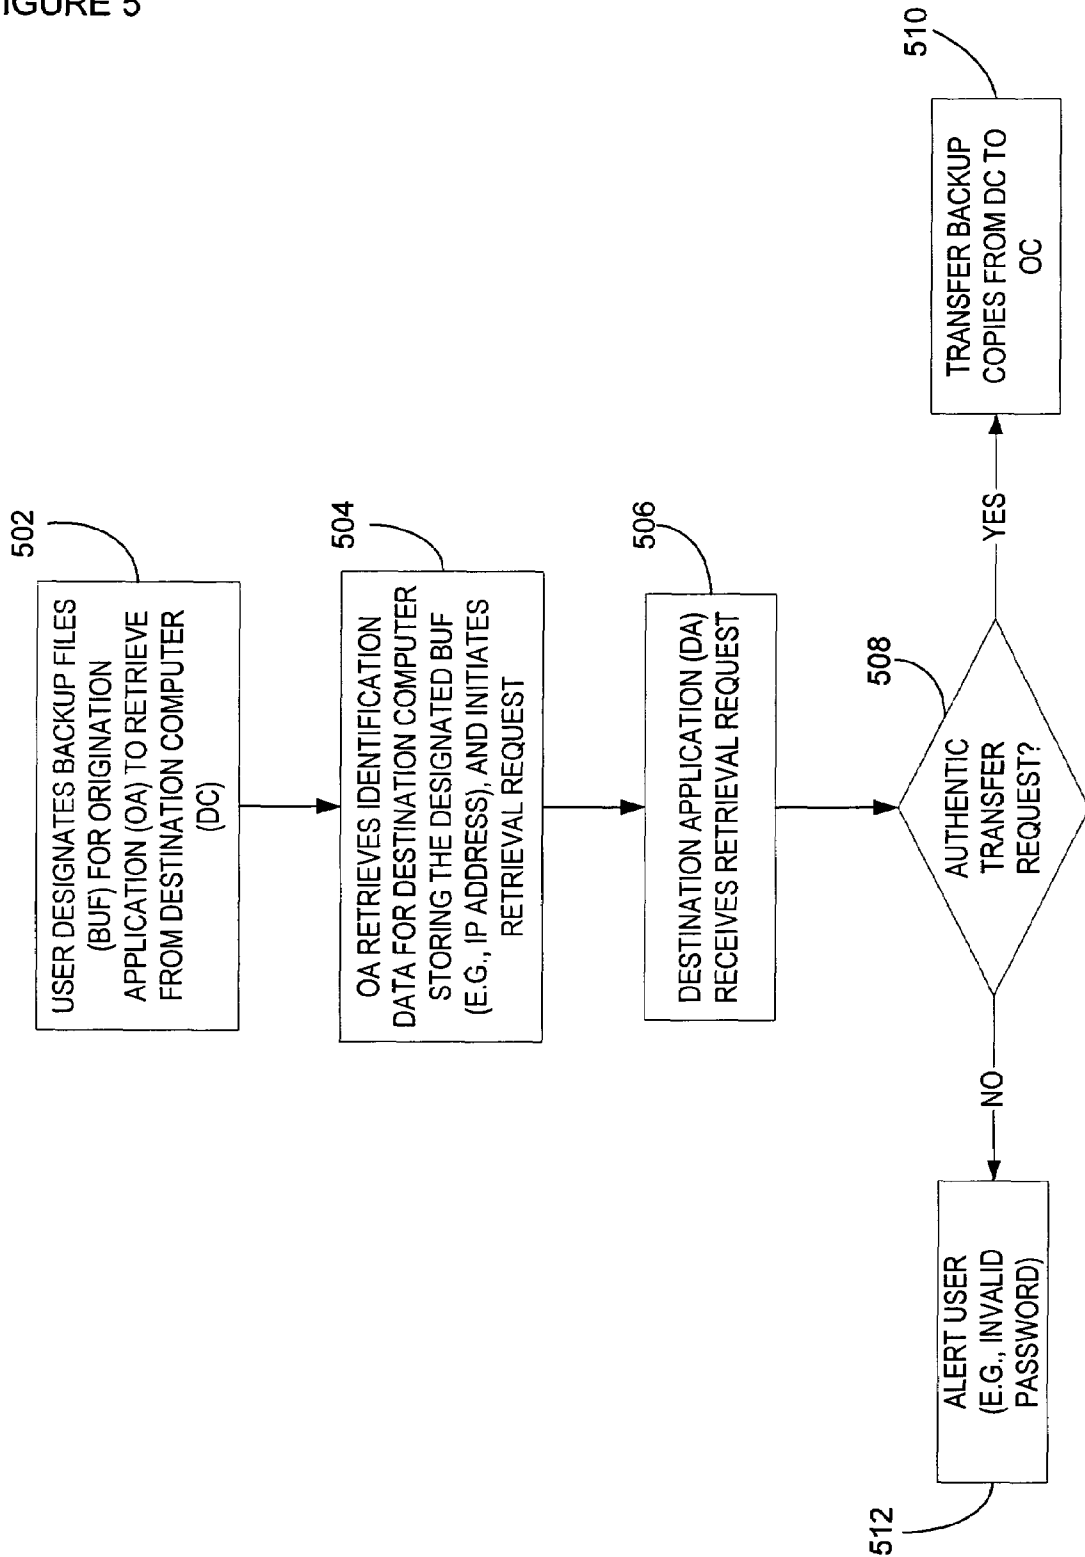 FIGURE 5
502
USER DESIGNATES BACKUP FILES
(BUF) FOR ORIGINATION
APPLICATION (OA) TO RETRIEVE
FROM DESTINATION COMPUTER
(DC)
504
OA RETRIEVES IDENTIFICATION
DATA FOR DESTINATION COMPUTER
STORING THE DESIGNATED BUF
(E.G., IP ADDRESS), AND INITIATES
RETRIEVAL REQUEST
506
DESTINATION APPLICATION (DA)
RECEIVES RETRIEVAL REQUEST
508
AUTHENTIC
TRANSFER
REQUEST?
NO
YES
512
ALERT USER
(E.G., INVALID
PASSWORD)
510
TRANSFER BACKUP
COPIES FROM DC TO
OC